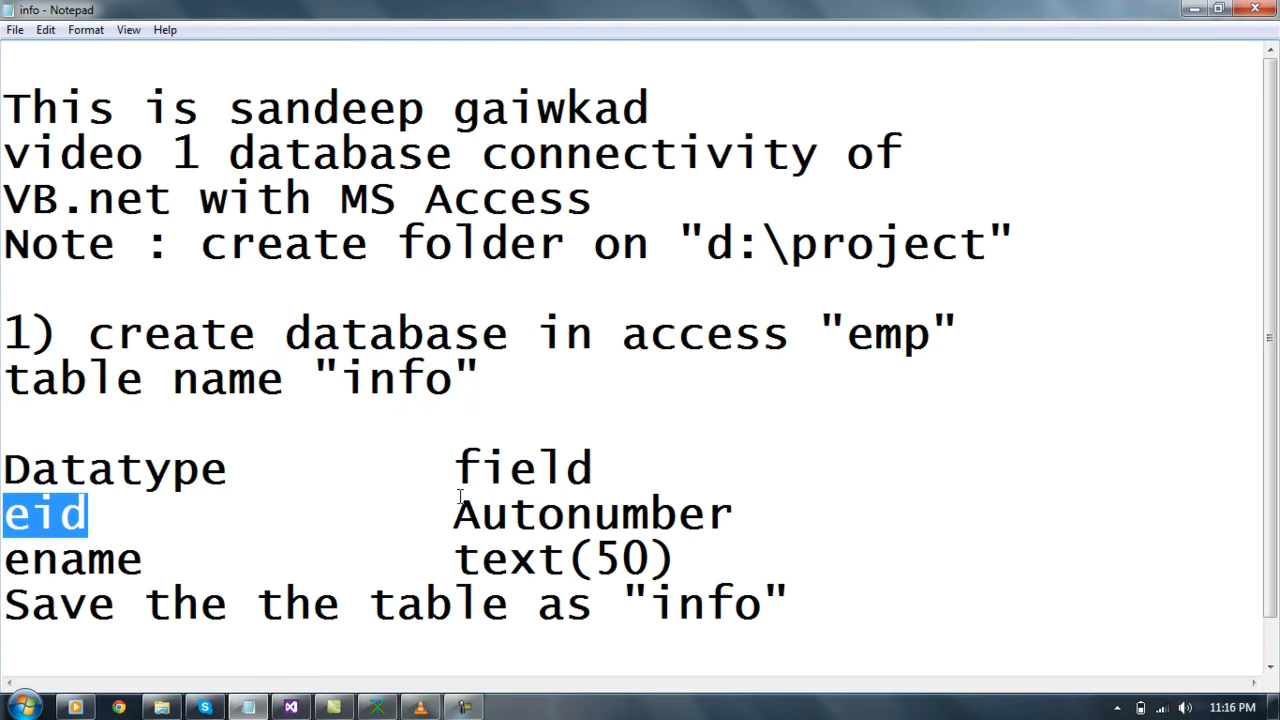 info - Notepad
File Edit Format View Help
This is sandeep gaiwkad
video 1 database connectivity of
VB.net with MS Access
Note : create folder on "d:\project"
1) create database in access "emp"
table name "info"
Datatype field
eid Autonumber
ename text(50)
Save the the table as "info"
11:16 PM